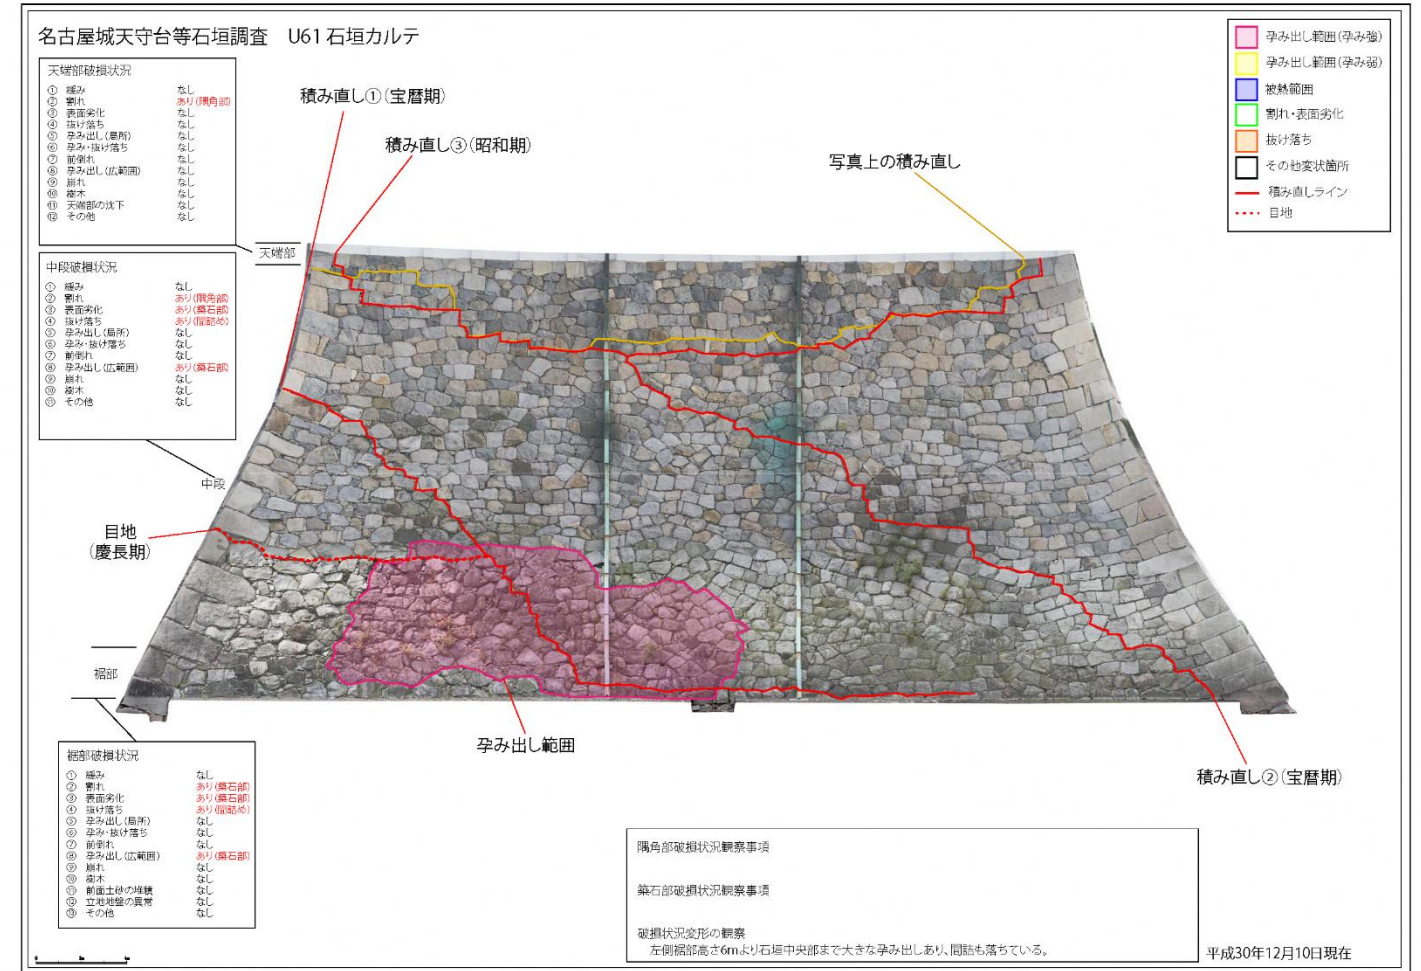 名古屋城天守台等石垣調査　U61 石垣カルテ
天端部破損状況
① 緩み なし
② 割れ あり(隅角部)
③ 表面劣化 なし
④ 抜け落ち なし
⑤ 孕み出し(局所) なし
⑥ 孕み・抜け落ち なし
⑦ 前倒れ なし
⑧ 孕み出し(広範囲) なし
⑨ 崩れ なし
⑩ 樹木 なし
⑪ 天端部の沈下 なし
⑫ その他 なし
中段破損状況
① 緩み なし
② 割れ あり(隅角部)
③ 表面劣化 あり(築石部)
④ 抜け落ち あり(間詰め)
⑤ 孕み出し(局所) なし
⑥ 孕み・抜け落ち なし
⑦ 前倒れ なし
⑧ 孕み出し(広範囲) あり(築石部)
⑨ 崩れ なし
⑩ 樹木 なし
⑪ その他 なし
裾部破損状況
① 緩み なし
② 割れ あり(築石部)
③ 表面劣化 あり(築石部)
④ 抜け落ち あり(間詰め)
⑤ 孕み出し(局所) なし
⑥ 孕み・抜け落ち なし
⑦ 前倒れ なし
⑧ 孕み出し(広範囲) あり(築石部)
⑨ 崩れ なし
⑩ 樹木 なし
⑪ 前面土砂の堆積 なし
⑫ 立地地盤の異常 なし
⑬ その他 なし
積み直し①(宝暦期)
積み直し③(昭和期)
写真上の積み直し
天端部
中段
目地
(慶長期)
裾部
孕み出し範囲
積み直し②(宝暦期)
孕み出し範囲(孕み強)
孕み出し範囲(孕み弱)
被熱範囲
割れ・表面劣化
抜け落ち
その他変状箇所
積み直しライン
目地
隅角部破損状況観察事項
築石部破損状況観察事項
破損状況変形の観察
左側裾部高さ6mより石垣中央部まで大きな孕み出しあり、間詰も落ちている。
平成30年12月10日現在